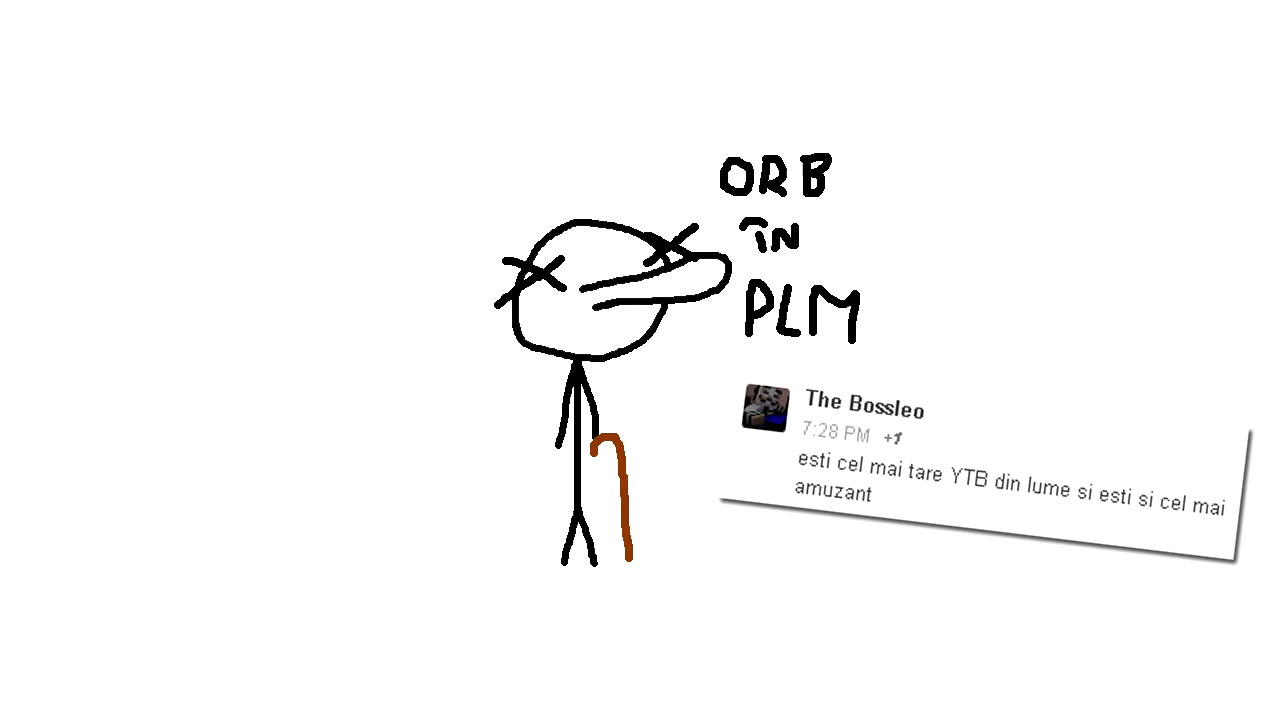 ORB
în
PLM
The Bossleo
7:28 PM +1
esti cel mai tare YTB din lume si esti si cel mai
amuzant